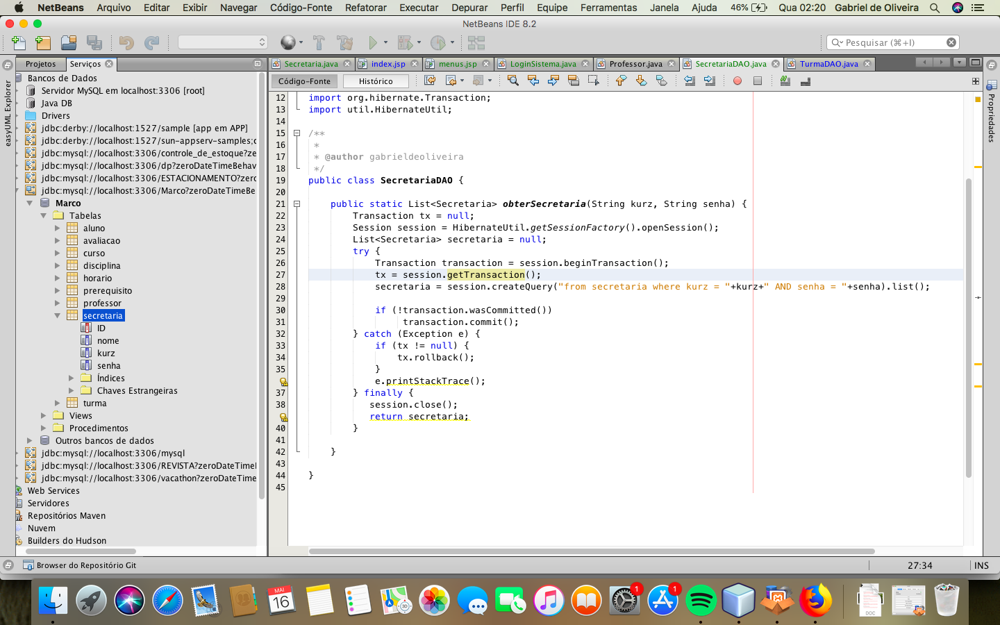 NetBeans Arquivo Editar Exibir Navegar Código-Fonte Refatorar Executar Depurar Perfil Equipe Ferramentas Janela Ajuda 46% Qua 02:20 Gabriel de Oliveira
NetBeans IDE 8.2
Pesquisar (⌘+I)
Projetos Serviços
Secretaria.java index.jsp menus.jsp LoginSistema.java Professor.java SecretariaDAO.java TurmaDAO.java
Código-Fonte Histórico
easyUML Explorer
Propriedades
Bancos de Dados
Servidor MySQL em localhost:3306 [root]
Java DB
Drivers
jdbc:derby://localhost:1527/sample [app em APP]
jdbc:derby://localhost:1527/sun-appserv-samples;c
jdbc:mysql://localhost:3306/controle_de_estoque?ze
jdbc:mysql://localhost:3306/dp?zeroDateTimeBehav
jdbc:mysql://localhost:3306/ESTACIONAMENTO?zero
jdbc:mysql://localhost:3306/Marco?zeroDateTimeBe
Marco
Tabelas
aluno
avaliacao
curso
disciplina
horario
prerequisito
professor
secretaria
ID
nome
kurz
senha
Índices
Chaves Estrangeiras
turma
Views
Procedimentos
Outros bancos de dados
jdbc:mysql://localhost:3306/mysql
jdbc:mysql://localhost:3306/REVISTA?zeroDateTimel
jdbc:mysql://localhost:3306/vacathon?zeroDateTime
Web Services
Servidores
Repositórios Maven
Nuvem
Builders do Hudson
12 import org.hibernate.Transaction;
13 import util.HibernateUtil;
14
15 /**
16 *
17 * @author gabrieldeoliveira
18 */
19 public class SecretariaDAO {
20
21 public static List<Secretaria> obterSecretaria(String kurz, String senha) {
22 Transaction tx = null;
23 Session session = HibernateUtil.getSessionFactory().openSession();
24 List<Secretaria> secretaria = null;
25 try {
26 Transaction transaction = session.beginTransaction();
27 tx = session.getTransaction();
28 secretaria = session.createQuery("from secretaria where kurz = "+kurz+" AND senha = "+senha).list();
29
30 if (!transaction.wasCommitted())
31 transaction.commit();
32 } catch (Exception e) {
33 if (tx != null) {
34 tx.rollback();
35 }
e.printStackTrace();
37 } finally {
38 session.close();
return secretaria;
40 }
41
42 }
43
44 }
45
Browser do Repositório Git
27:34 INS
MAI
16
3D
1
1
DOC